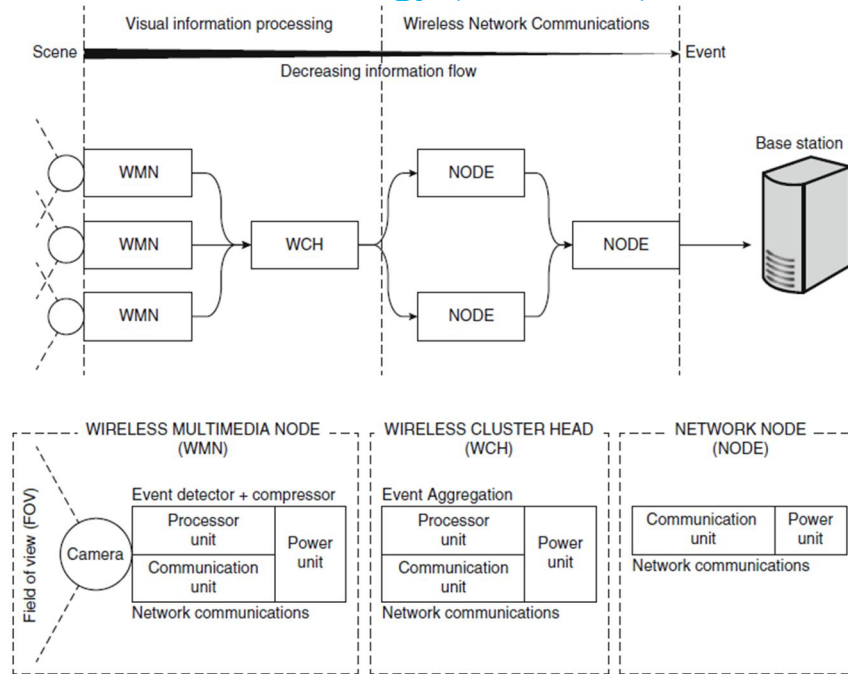 Visual information processing
Wireless Network Communications
Scene
Event
Decreasing information flow
Base station
WMN
NODE
WMN
WCH
NODE
WMN
NODE
WIRELESS MULTIMEDIA NODE
(WMN)
WIRELESS CLUSTER HEAD
(WCH)
NETWORK NODE
(NODE)
Field of view (FOV)
Camera
Event detector + compressor
Processor
unit
Communication
unit
Power
unit
Network communications
Event Aggregation
Processor
unit
Communication
unit
Power
unit
Network communications
Communication
unit
Power
unit
Network communications